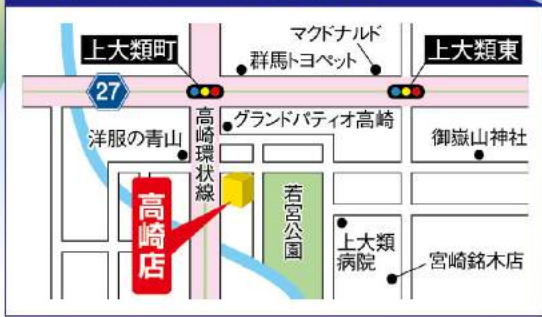 マクドナルド
上大類町
群馬トヨペット
上大類東
27
グランドパティオ高崎
洋服の青山
高崎環状線
御嶽山神社
高崎店
若宮公園
上大類
病院
宮崎銘木店